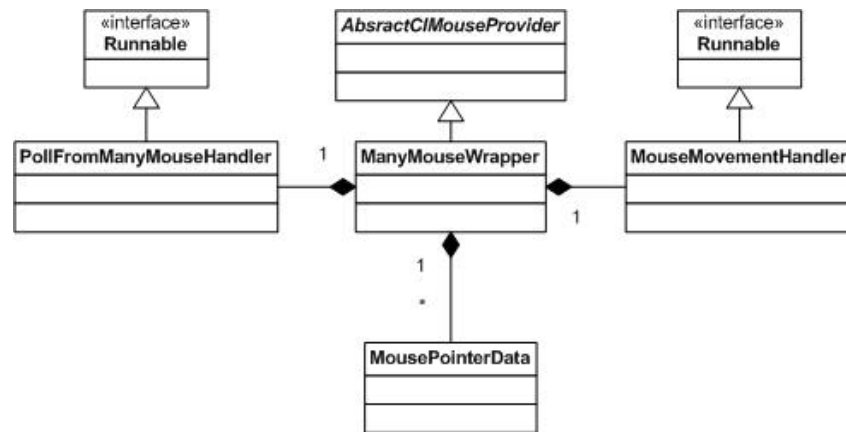 «interface»
Runnable
AbsractCIMouseProvider
«interface»
Runnable
PollFromManyMouseHandler
1
ManyMouseWrapper
MouseMovementHandler
1
1
*
MousePointerData